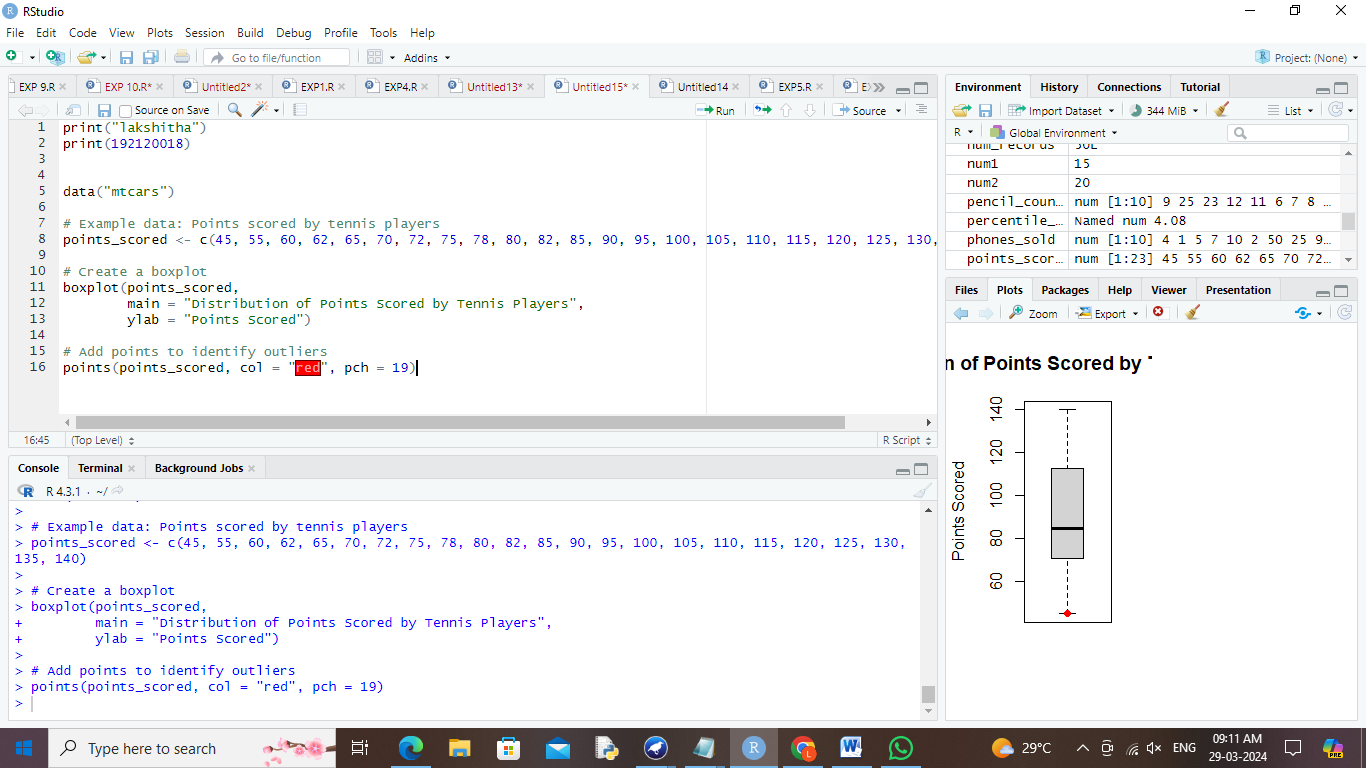 RStudio
File Edit Code View Plots Session Build Debug Profile Tools Help
Go to file/function Addins Project: (None)
EXP 9.R EXP 10.R* Untitled2* EXP1.R EXP4.R Untitled13* Untitled15* Untitled14 EXP5.R
Source on Save Run Source
1 print("lakshitha")
2 print(192120018)
3
4
5 data("mtcars")
6
7 # Example data: Points scored by tennis players
8 points_scored <- c(45, 55, 60, 62, 65, 70, 72, 75, 78, 80, 82, 85, 90, 95, 100, 105, 110, 115, 120, 125, 130,
9
10 # Create a boxplot
11 boxplot(points_scored,
12 main = "Distribution of Points Scored by Tennis Players",
13 ylab = "Points Scored")
14
15 # Add points to identify outliers
16 points(points_scored, col = "red", pch = 19)
16:45 (Top Level) R Script
Console Terminal Background Jobs
R 4.3.1 · ~/
>
> # Example data: Points scored by tennis players
> points_scored <- c(45, 55, 60, 62, 65, 70, 72, 75, 78, 80, 82, 85, 90, 95, 100, 105, 110, 115, 120, 125, 130,
135, 140)
>
> # Create a boxplot
> boxplot(points_scored,
+ main = "Distribution of Points Scored by Tennis Players",
+ ylab = "Points Scored")
>
> # Add points to identify outliers
> points(points_scored, col = "red", pch = 19)
>
Environment History Connections Tutorial
Import Dataset 344 MiB List
R Global Environment
num_records 50L
num1 15
num2 20
pencil_coun… num [1:10] 9 25 23 12 11 6 7 8 …
percentile_… Named num 4.08
phones_sold num [1:10] 4 1 5 7 10 2 50 25 9…
points_scor… num [1:23] 45 55 60 62 65 70 72…
Files Plots Packages Help Viewer Presentation
Zoom Export
n of Points Scored by
Points Scored
140
120
100
80
60
Type here to search
29°C ENG 09:11 AM
29-03-2024
PRE